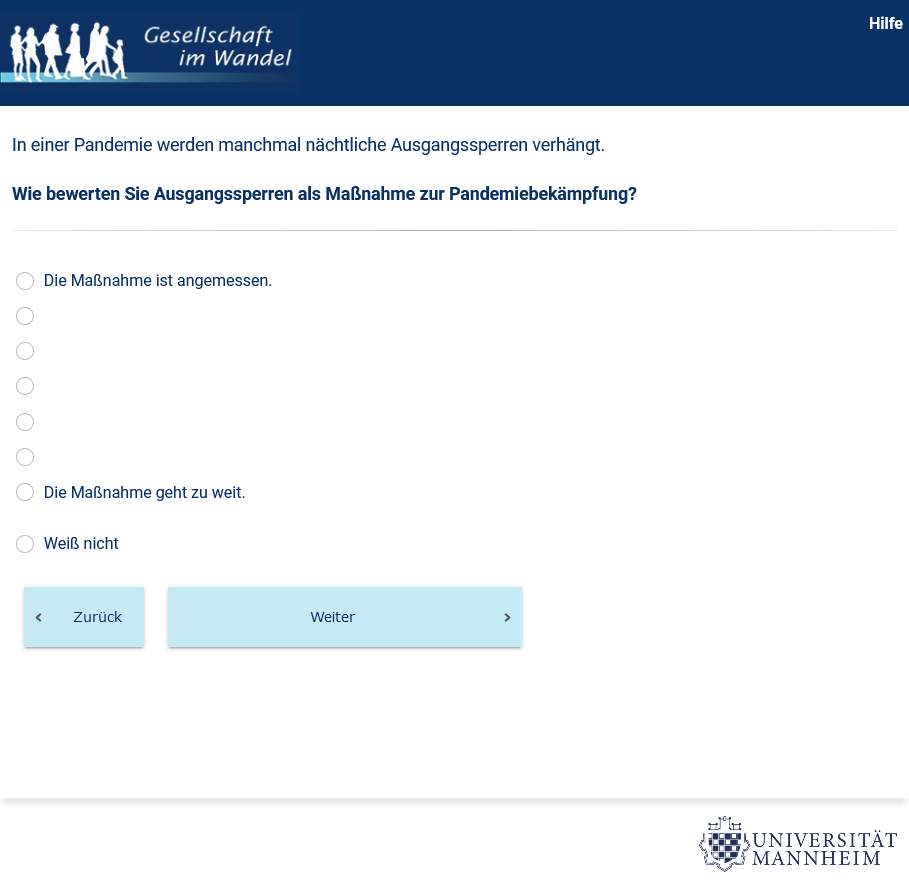 Gesellschaft
im Wandel
Hilfe
In einer Pandemie werden manchmal nächtliche Ausgangssperren verhängt.
Wie bewerten Sie Ausgangssperren als Maßnahme zur Pandemiebekämpfung?
Die Maßnahme ist angemessen.
Die Maßnahme geht zu weit.
Weiß nicht
Zurück
Weiter
UNIVERSITÄT
MANNHEIM